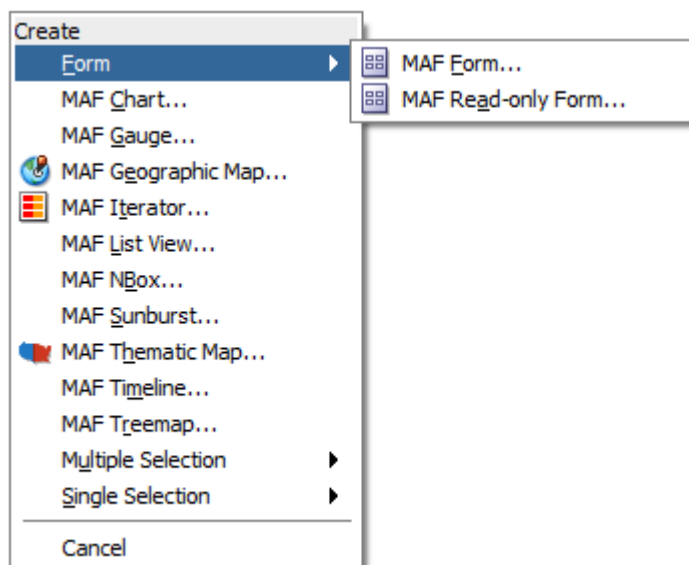 Create
Form
MAF Form...
MAF Read-only Form...
MAF Chart...
MAF Gauge...
MAF Geographic Map...
MAF Iterator...
MAF List View...
MAF NBox...
MAF Sunburst...
MAF Thematic Map...
MAF Timeline...
MAF Treemap...
Multiple Selection
Single Selection
Cancel